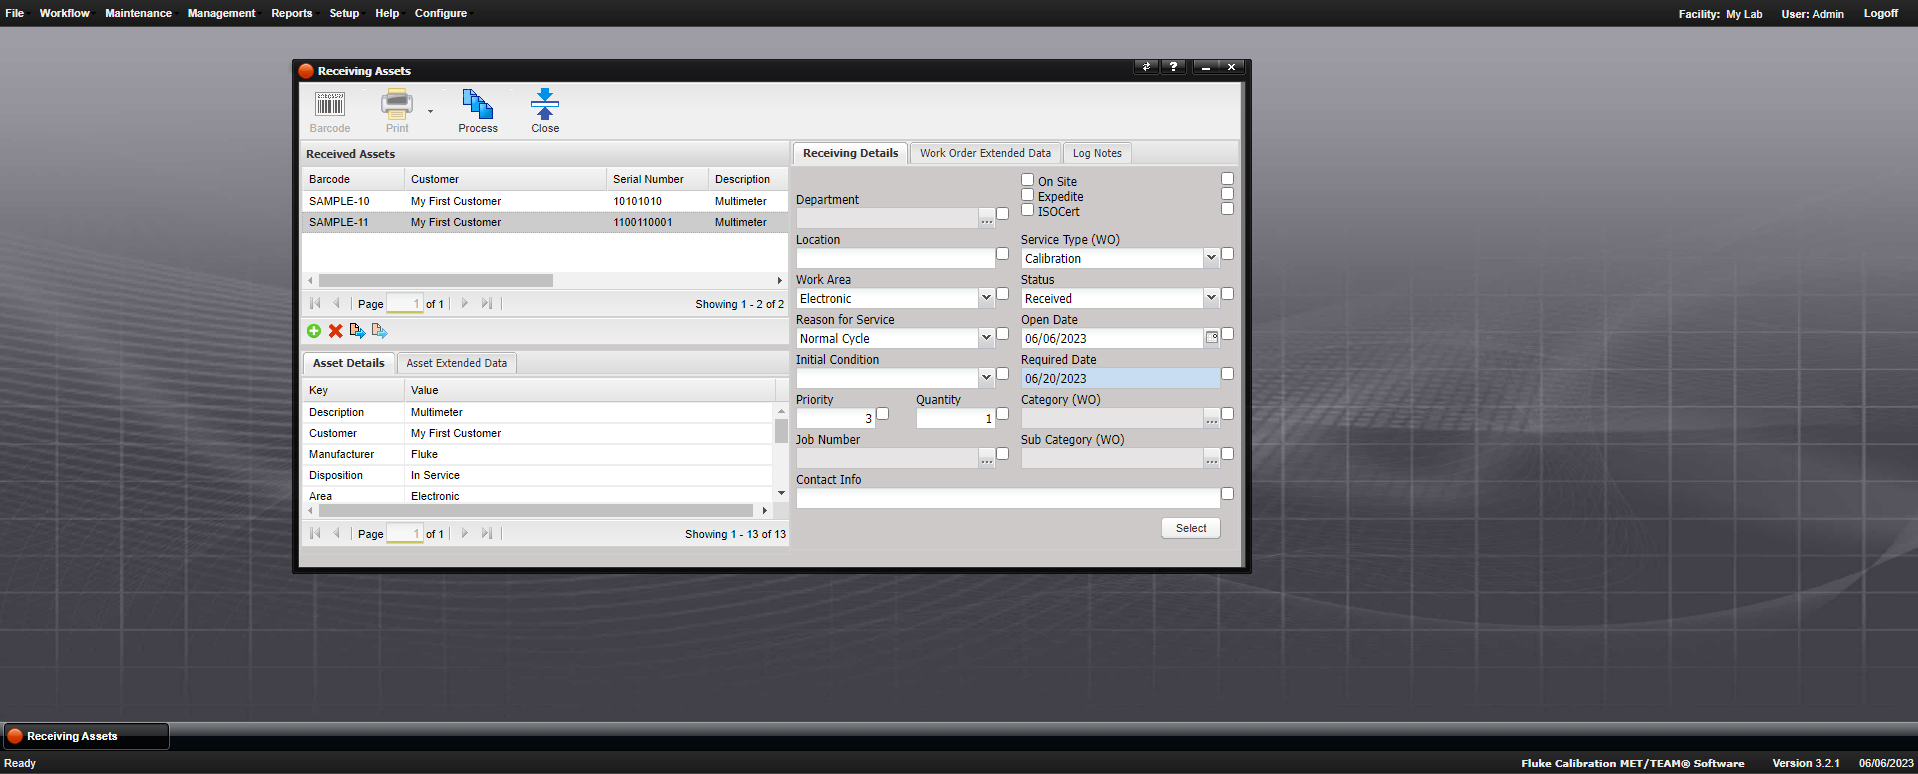 File Workflow Maintenance Management Reports Setup Help Configure Facility: My Lab User: Admin Logoff
Receiving Assets
Barcode Print Process Close
Received Assets
Barcode Customer Serial Number Description
SAMPLE-10 My First Customer 10101010 Multimeter
SAMPLE-11 My First Customer 1100110001 Multimeter
Page 1 of 1 Showing 1 - 2 of 2
Asset Details Asset Extended Data
Key Value
Description Multimeter
Customer My First Customer
Manufacturer Fluke
Disposition In Service
Area Electronic
Page 1 of 1 Showing 1 - 13 of 13
Receiving Details Work Order Extended Data Log Notes
On Site
Expedite
ISOCert
Department
Location Service Type (WO)
Calibration
Work Area Status
Electronic Received
Reason for Service Open Date
Normal Cycle 06/06/2023
Initial Condition Required Date
06/20/2023
Priority Quantity Category (WO)
3 1
Job Number Sub Category (WO)
Contact Info
Select
Receiving Assets
Ready Fluke Calibration MET/TEAM® Software Version 3.2.1 06/06/2023